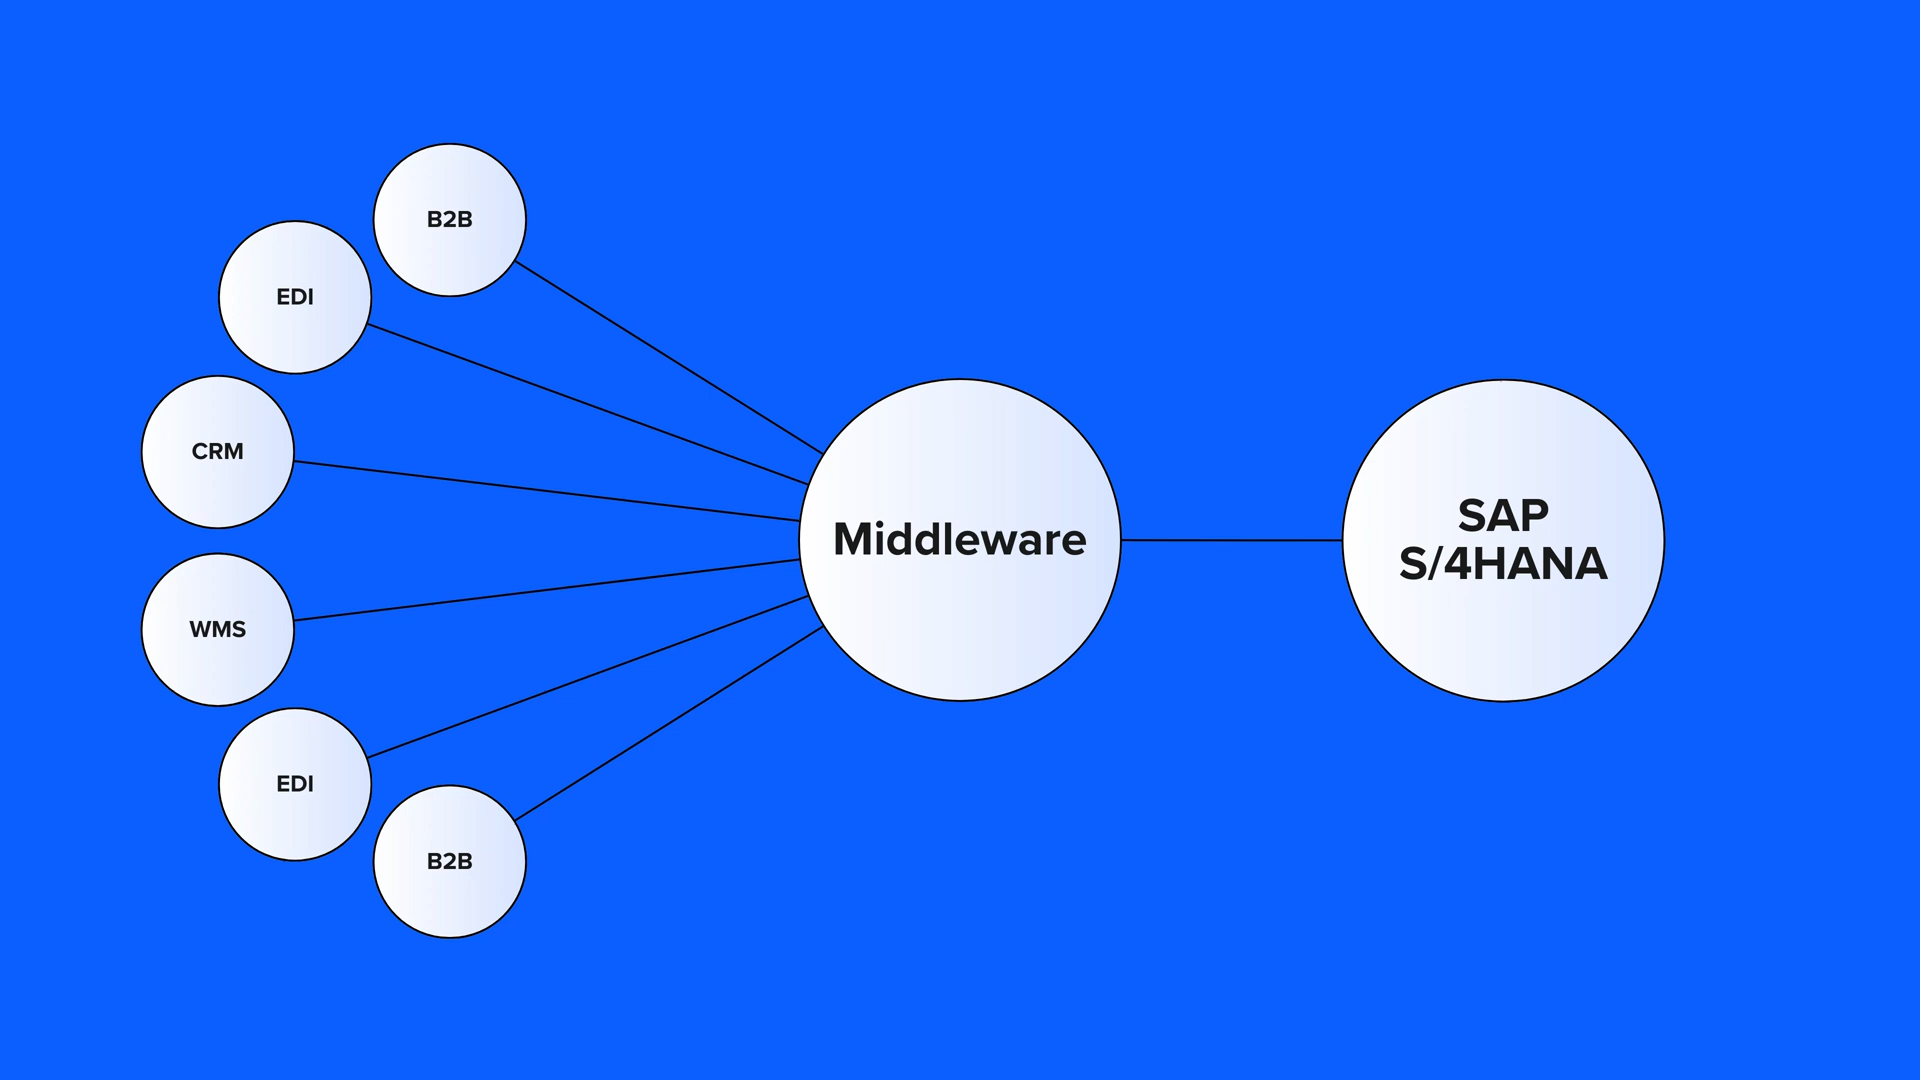 B2B
EDI
CRM
WMS
EDI
B2B
Middleware
SAP
S/4HANA